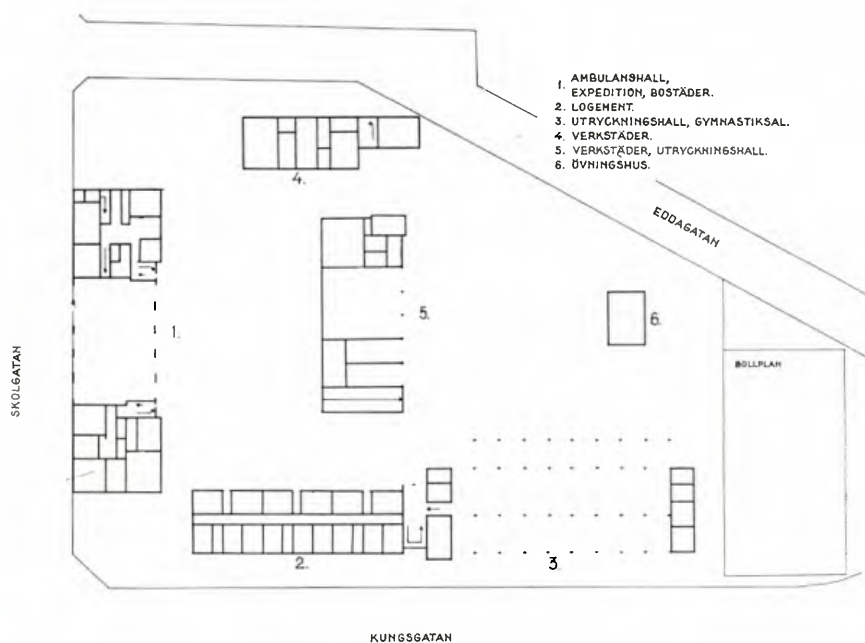 1. AMBULANSHALL,
EXPEDITION, BOSTÄDER.
2. LOGEMENT.
3. UTRYCKNINGSHALL, GYMNASTIKSAL.
4. VERKSTÄDER.
5. VERKSTÄDER, UTRYCKNINGSHALL.
6. ÖVNINGSHUS.
EDDAGATAN
4.
5.
6.
1.
BOLLPLAN
SKOLGATAN
2.
3.
KUNGSGATAN